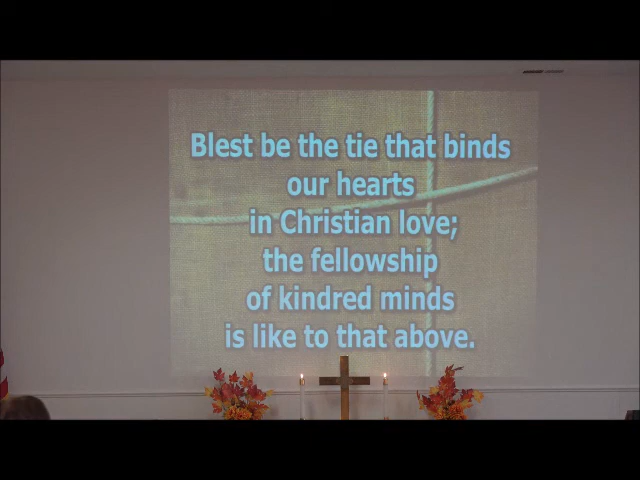 Blest be the tie that binds
our hearts
in Christian love;
the fellowship
of kindred minds
is like to that above.